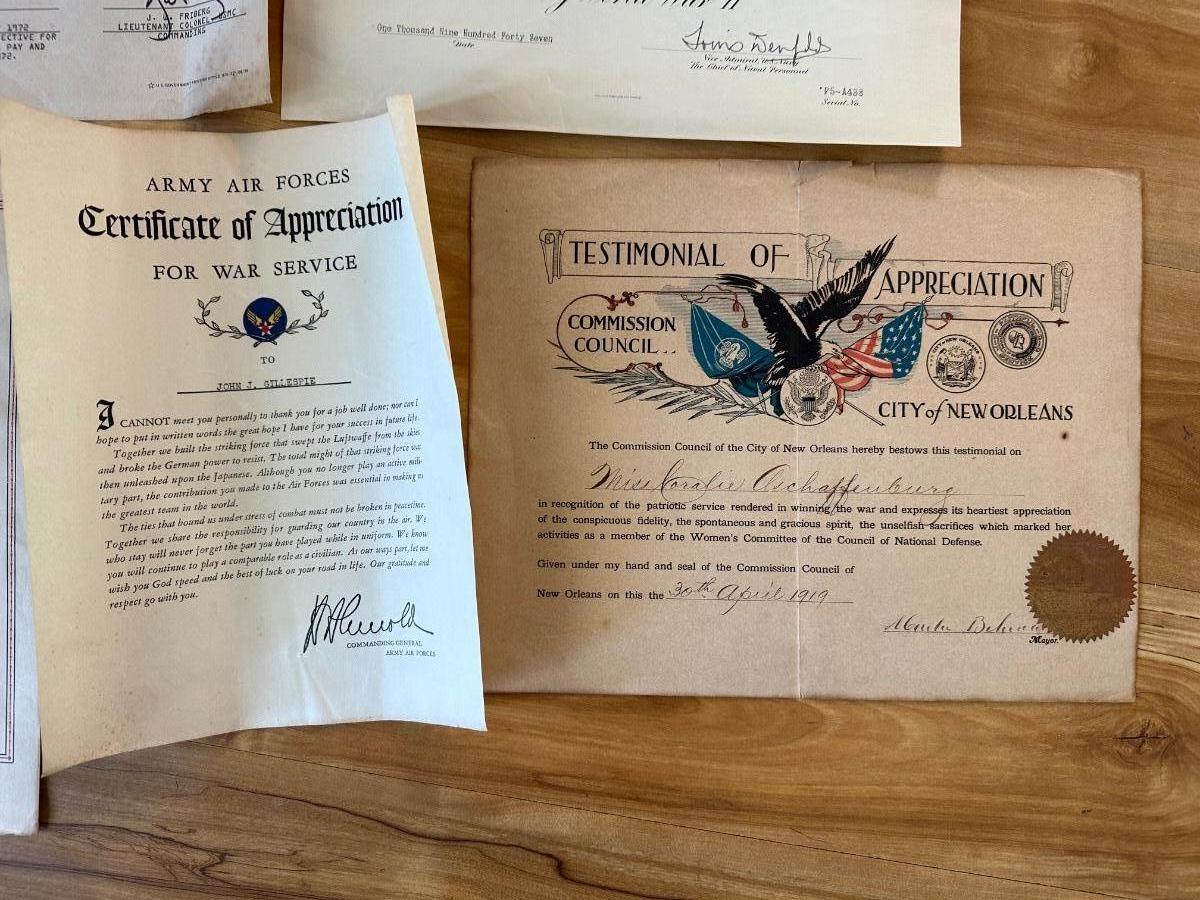 1972
ECTIVE FOR
PAY AND
72.
J. W. FRIBERG USMC
LIEUTENANT COLONEL
COMMANDING
One Thousand Nine Hundred Forty Seven
Date
Vice Admiral, U.S. Navy
The Chief of Naval Personnel
P5-A438
Serial No.
ARMY AIR FORCES
Certificate of Appreciation
FOR WAR SERVICE
TO
JOHN J. GILLESPIE
I CANNOT meet you personally to thank you for a job well done; nor can I
hope to put in written words the great hope I have for your success in future life.
Together we built the striking force that swept the Luftwaffe from the skies
and broke the German power to resist. The total might of that striking force was
then unleashed upon the Japanese. Although you no longer play an active mili-
tary part, the contribution you made to the Air Forces was essential in making us
the greatest team in the world.
The ties that bound us under stress of combat must not be broken in peacetime.
Together we share the responsibility for guarding our country in the air. We
who stay will never forget the part you have played while in uniform. We know
you will continue to play a comparable role as a civilian. As our ways part, let me
wish you God speed and the best of luck on your road in life. Our gratitude and
respect go with you.
H H Arnold
COMMANDING GENERAL
ARMY AIR FORCES
TESTIMONIAL OF
APPRECIATION
COMMISSION
COUNCIL..
CITY of NEW ORLEANS
The Commission Council of the City of New Orleans hereby bestows this testimonial on
Miss Coralie Aschaffenburg
in recognition of the patriotic service rendered in winning the war and expresses its heartiest appreciation
of the conspicuous fidelity, the spontaneous and gracious spirit, the unselfish sacrifices which marked her
activities as a member of the Women's Committee of the Council of National Defense.
Given under my hand and seal of the Commission Council of
New Orleans on this the 30th April 1919
Martin Behrman
Mayor.